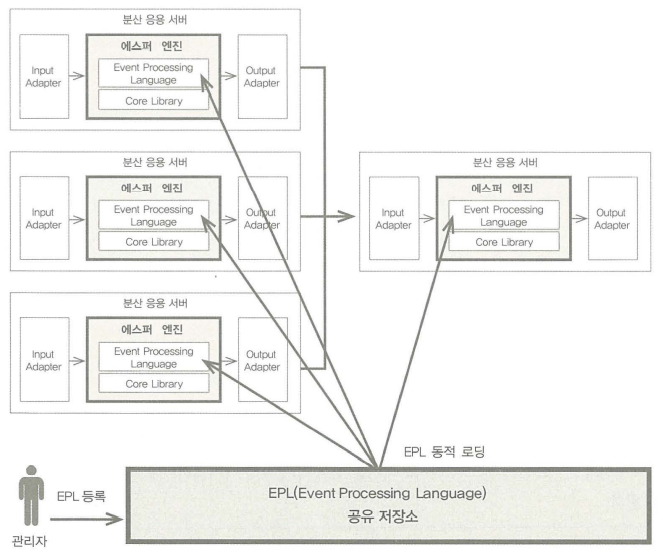 분산 응용 서버
에스퍼 엔진
Input
Adapter
Event Processing
Language
Core Library
Output
Adapter
분산 응용 서버
에스퍼 엔진
Input
Adapter
Event Processing
Language
Core Library
Output
Adapter
분산 응용 서버
에스퍼 엔진
Input
Adapter
Event Processing
Language
Core Library
Output
Adapter
분산 응용 서버
에스퍼 엔진
Input
Adapter
Event Processing
Language
Core Library
Output
Adapter
EPL 동적 로딩
EPL 등록
관리자
EPL(Event Processing Language)
공유 저장소